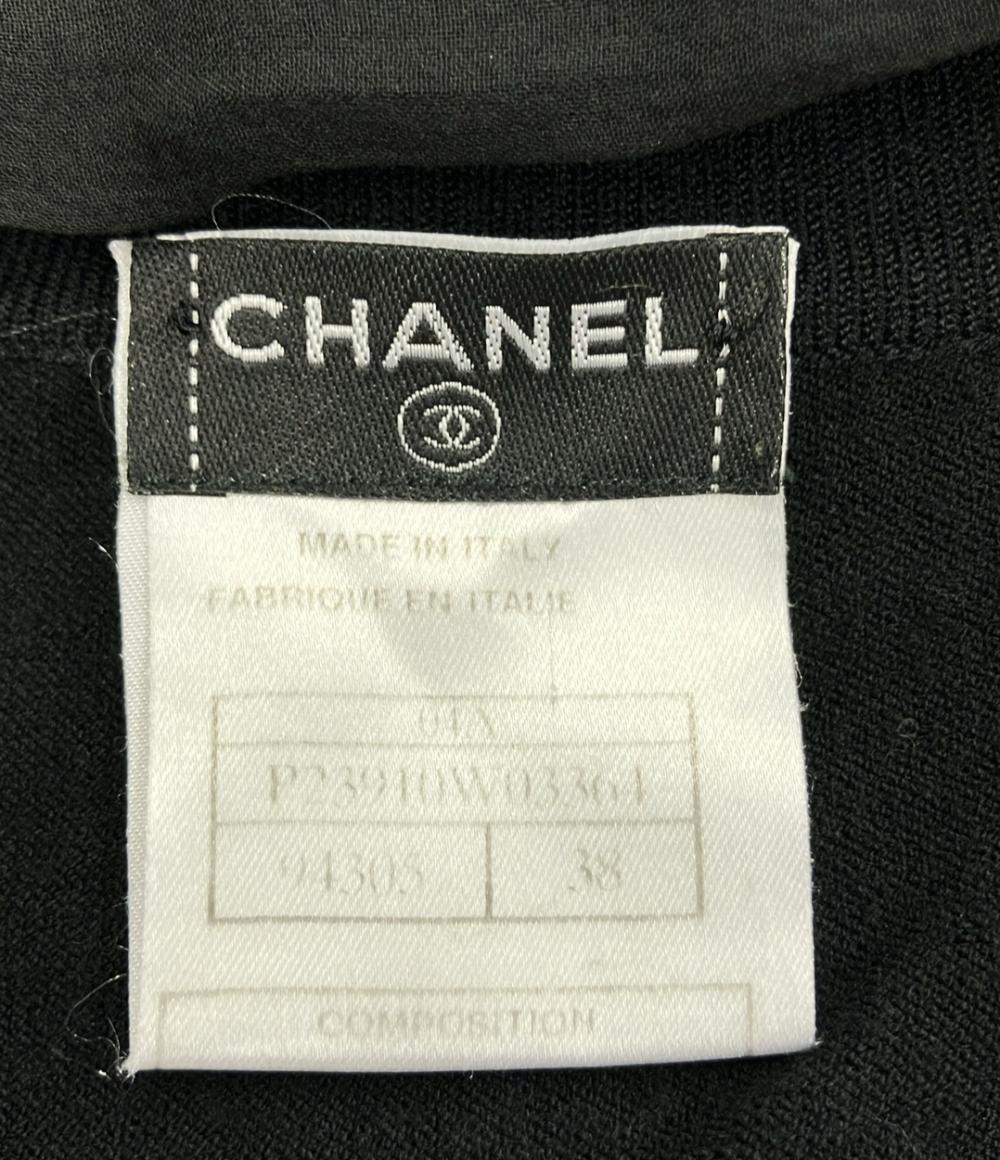 CHANEL
MADE IN ITALY
FABRIQUE EN ITALIE
04A
P23910W03364
94305 38
COMPOSITION